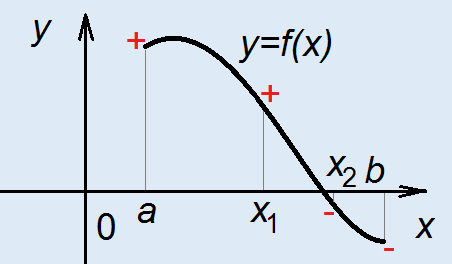 y
+
y=f(x)
+
x₂ b
0
a
x₁
-
x
-